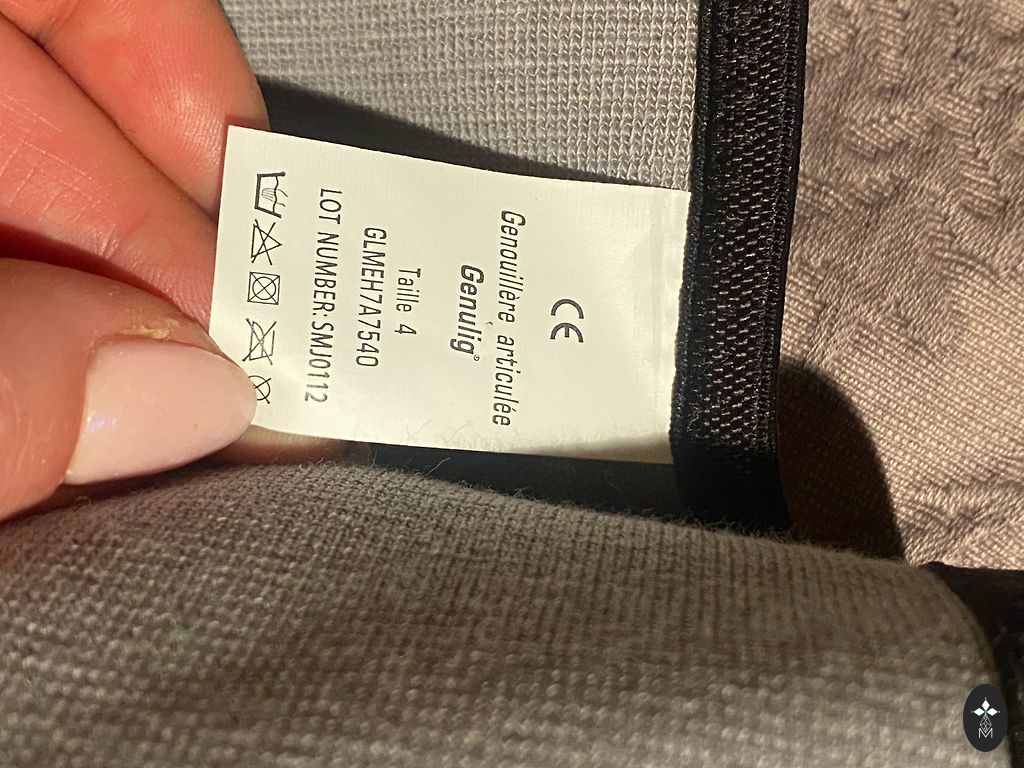 CE
Genouillère articulée
Genulig®
Taille 4
GLMEH7A7540
LOT NUMBER: SMJ0112
M